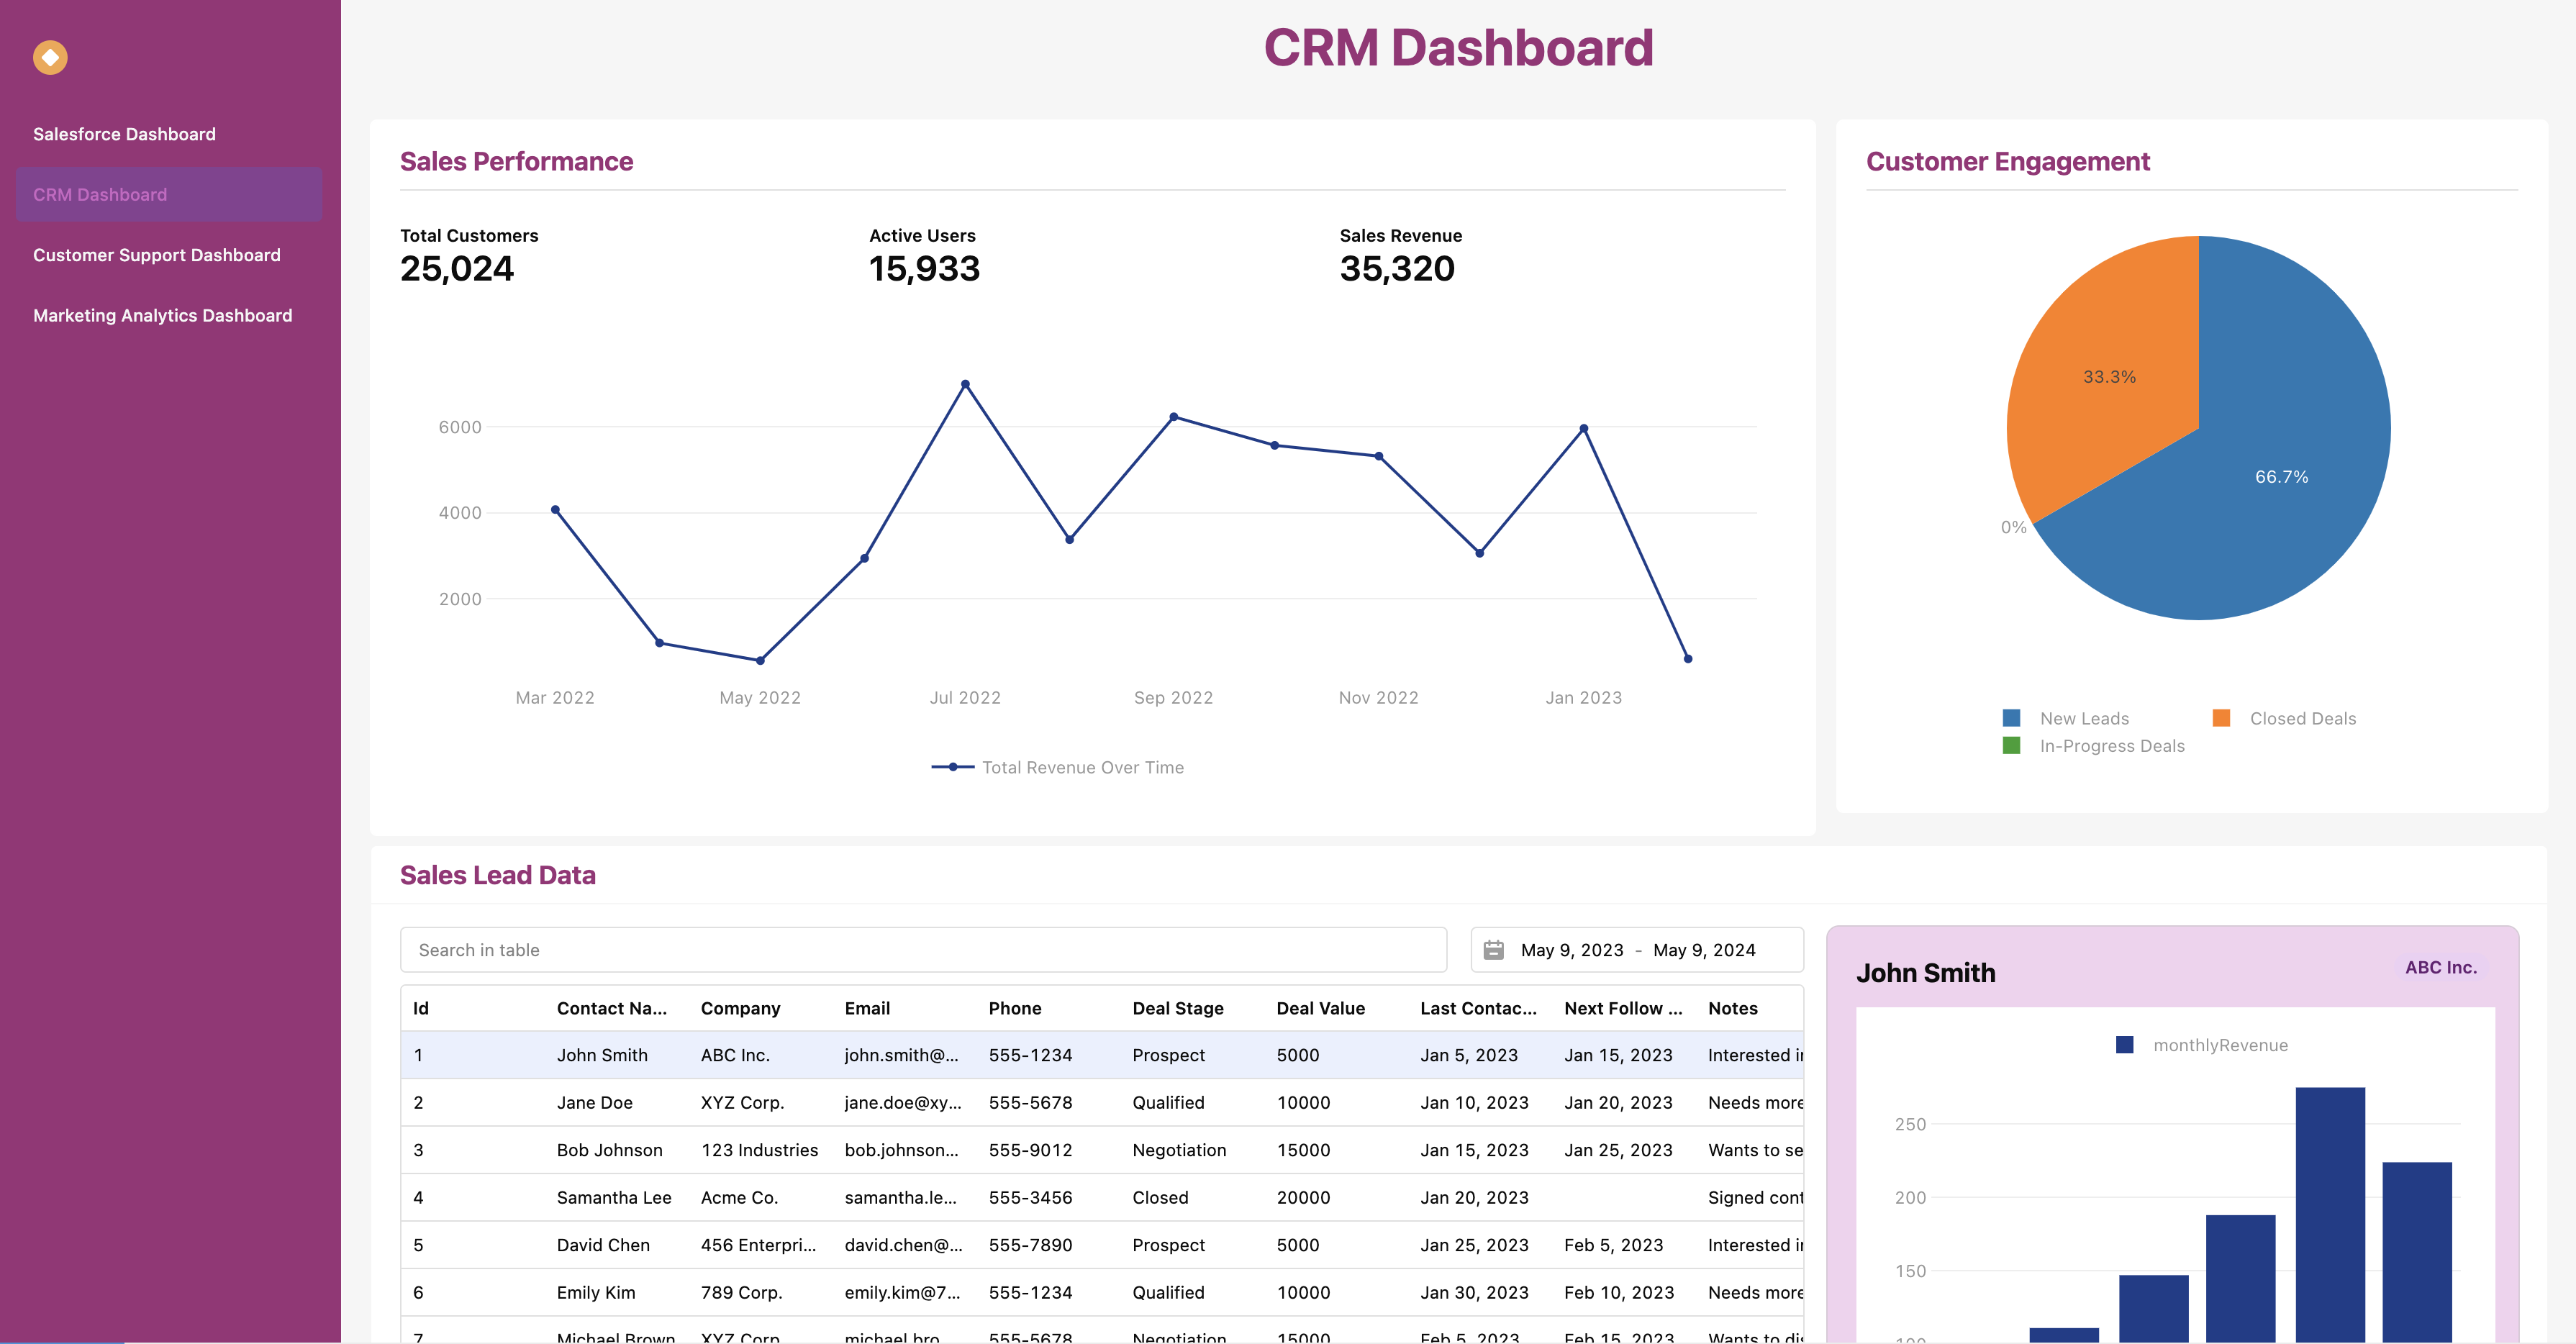 CRM Dashboard
Salesforce Dashboard
CRM Dashboard
Customer Support Dashboard
Marketing Analytics Dashboard
Sales Performance
Total Customers Active Users Sales Revenue
25,024 15,933 35,320
6000
4000
2000
Mar 2022 May 2022 Jul 2022 Sep 2022 Nov 2022 Jan 2023
Total Revenue Over Time
Customer Engagement
33.3%
66.7%
0%
New Leads Closed Deals
In-Progress Deals
Sales Lead Data
Search in table May 9, 2023 - May 9, 2024
Id Contact Na... Company Email Phone Deal Stage Deal Value Last Contac... Next Follow ... Notes
1 John Smith ABC Inc. john.smith@... 555-1234 Prospect 5000 Jan 5, 2023 Jan 15, 2023 Interested
2 Jane Doe XYZ Corp. jane.doe@xy... 555-5678 Qualified 10000 Jan 10, 2023 Jan 20, 2023 Needs more
3 Bob Johnson 123 Industries bob.johnson... 555-9012 Negotiation 15000 Jan 15, 2023 Jan 25, 2023 Wants to se
4 Samantha Lee Acme Co. samantha.le... 555-3456 Closed 20000 Jan 20, 2023 Signed cont
5 David Chen 456 Enterpri... david.chen@... 555-7890 Prospect 5000 Jan 25, 2023 Feb 5, 2023 Interested
6 Emily Kim 789 Corp. emily.kim@7... 555-1234 Qualified 10000 Jan 30, 2023 Feb 10, 2023 Needs more
7 Michael Brown XYZ Corp. michael.bro... 555-5678 Negotiation 15000 Feb 5, 2023 Feb 15, 2023 Wants to
John Smith ABC Inc.
monthlyRevenue
250
200
150
100